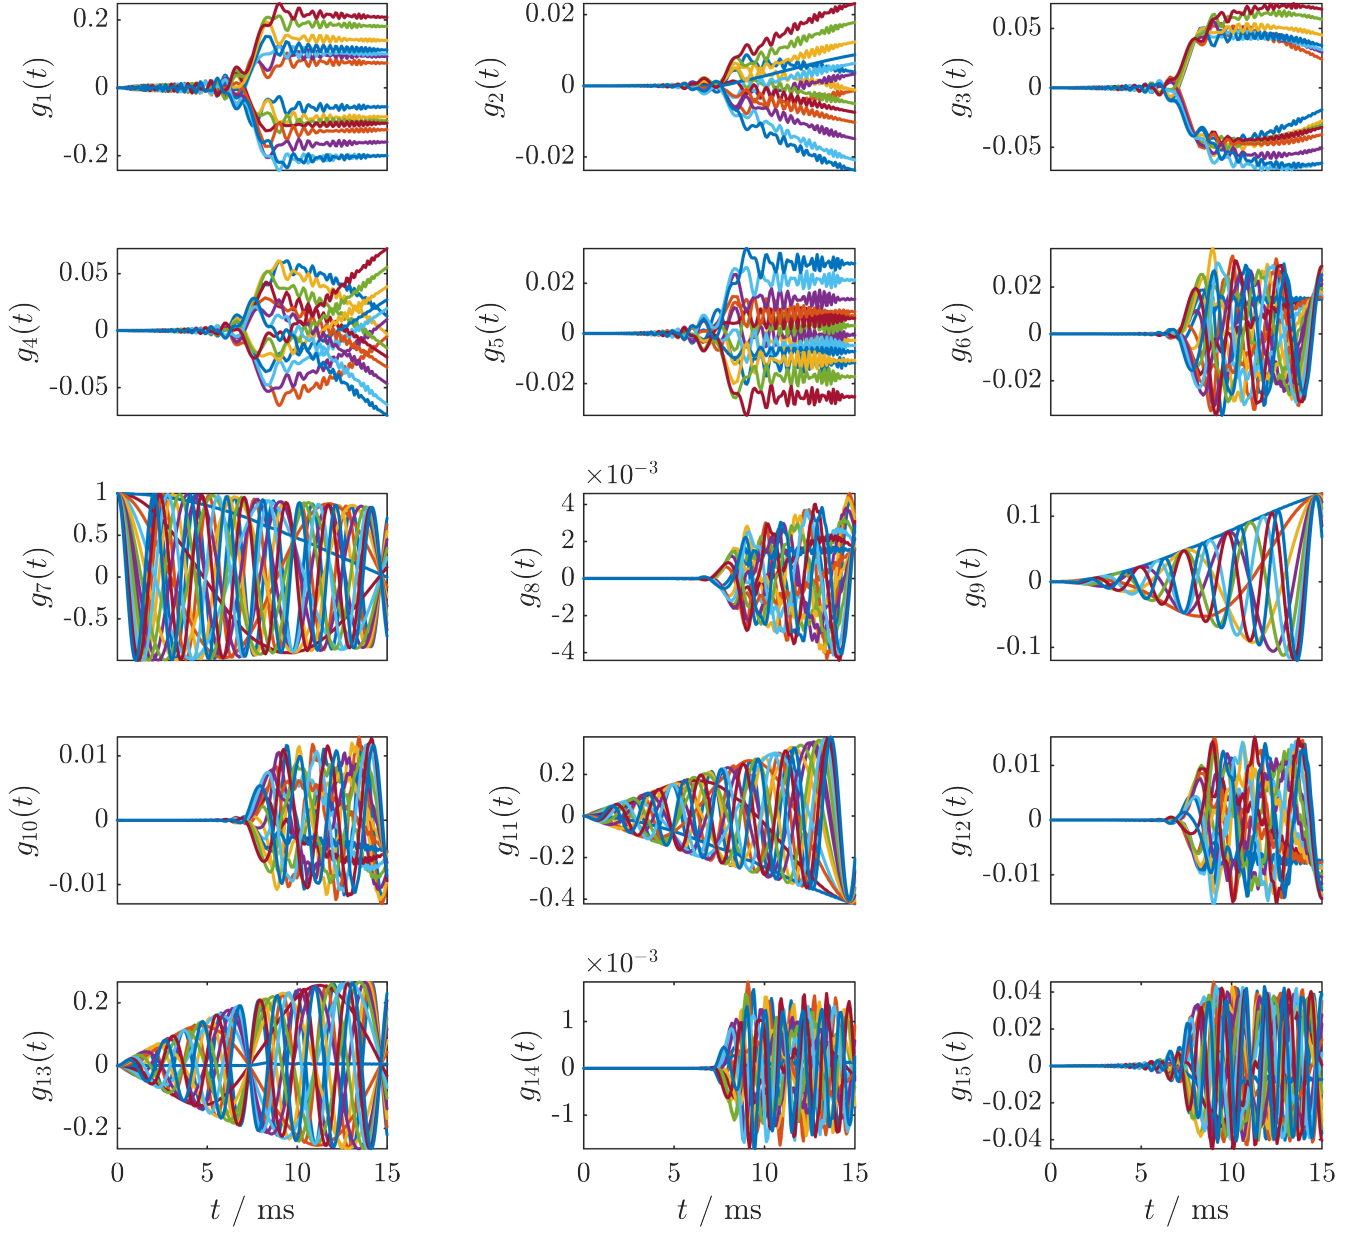 g₁(t) 0.2 0 -0.2
g₂(t) 0.02 0 -0.02
g₃(t) 0.05 0 -0.05
g₄(t) 0.05 0 -0.05
g₅(t) 0.02 0 -0.02
g₆(t) 0.02 0 -0.02
g₇(t) 1 0.5 0 -0.5
×10⁻³
g₈(t) 4 2 0 -2 -4
g₉(t) 0.1 0 -0.1
g₁₀(t) 0.01 0 -0.01
g₁₁(t) 0.2 0 -0.2 -0.4
g₁₂(t) 0.01 0 -0.01
g₁₃(t) 0.2 0 -0.2
×10⁻³
g₁₄(t) 1 0 -1
g₁₅(t) 0.04 0.02 0 -0.02 -0.04
0 5 10 15
0 5 10 15
0 5 10 15
t / ms
t / ms
t / ms